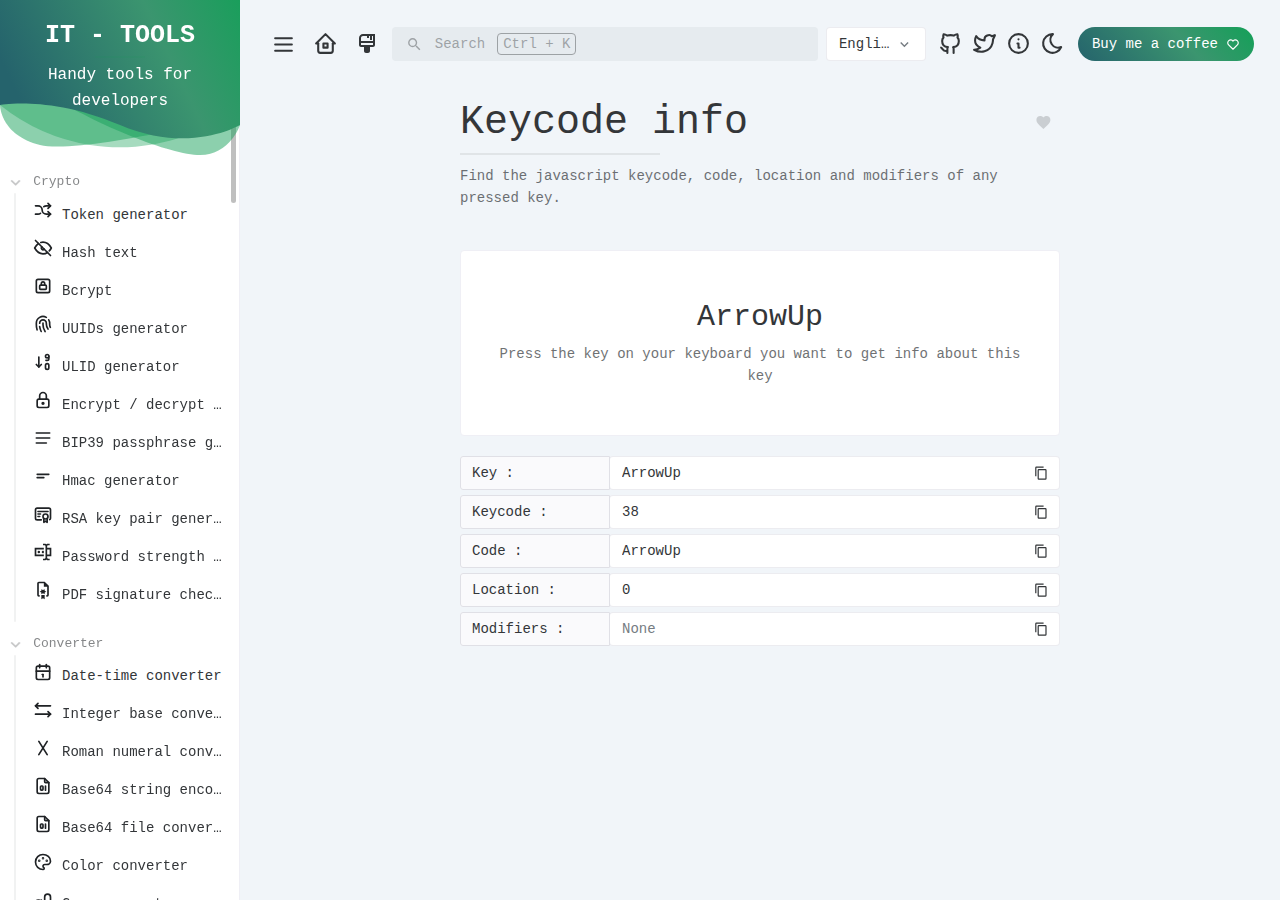 IT - TOOLS
Handy tools for
developers
Crypto
Token generator
Hash text
Bcrypt
UUIDs generator
ULID generator
Encrypt / decrypt …
BIP39 passphrase g…
Hmac generator
RSA key pair gener…
Password strength …
PDF signature chec…
Converter
Date-time converter
Integer base conve…
Roman numeral conv…
Base64 string enco…
Base64 file conver…
Color converter
Search Ctrl + K
Engli…
Buy me a coffee
Keycode info
Find the javascript keycode, code, location and modifiers of any
pressed key.
ArrowUp
Press the key on your keyboard you want to get info about this
key
Key : ArrowUp
Keycode : 38
Code : ArrowUp
Location : 0
Modifiers : None